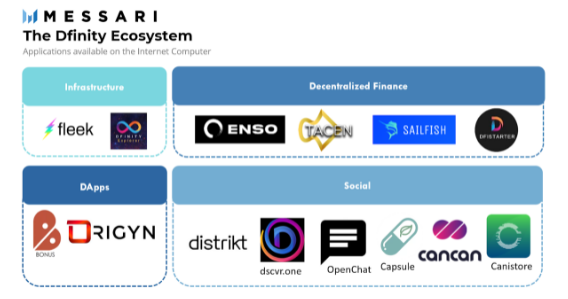 MESSARI
The Dfinity Ecosystem
Applications available on the Internet Computer
Infrastructure
Decentralized Finance
fleek
DFINITY
Explorer
ENSO
TACEN
SAILFISH
DFISTARTER
DApps
Social
BONUS
ORIGYN
distrikt
dscvr.one
OpenChat
Capsule
cancan
Canistore